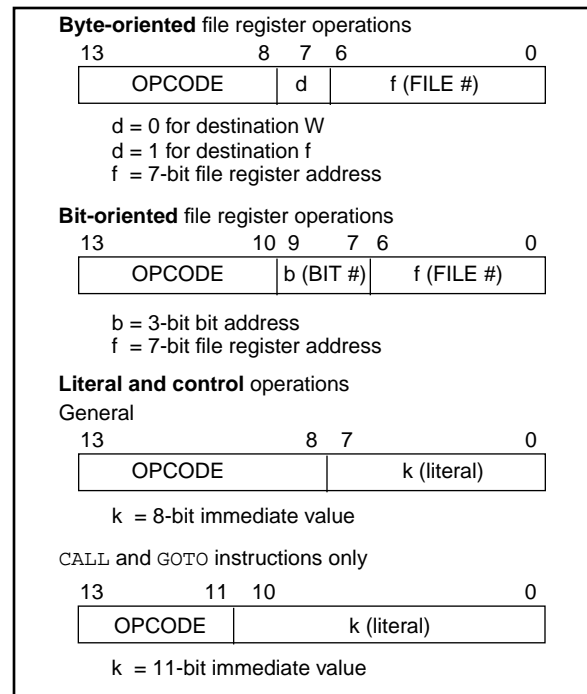 Byte-oriented file register operations
13 8 7 6 0
OPCODE d f (FILE #)
d = 0 for destination W
d = 1 for destination f
f = 7-bit file register address
Bit-oriented file register operations
13 10 9 7 6 0
OPCODE b (BIT #) f (FILE #)
b = 3-bit bit address
f = 7-bit file register address
Literal and control operations
General
13 8 7 0
OPCODE k (literal)
k = 8-bit immediate value
CALL and GOTO instructions only
13 11 10 0
OPCODE k (literal)
k = 11-bit immediate value